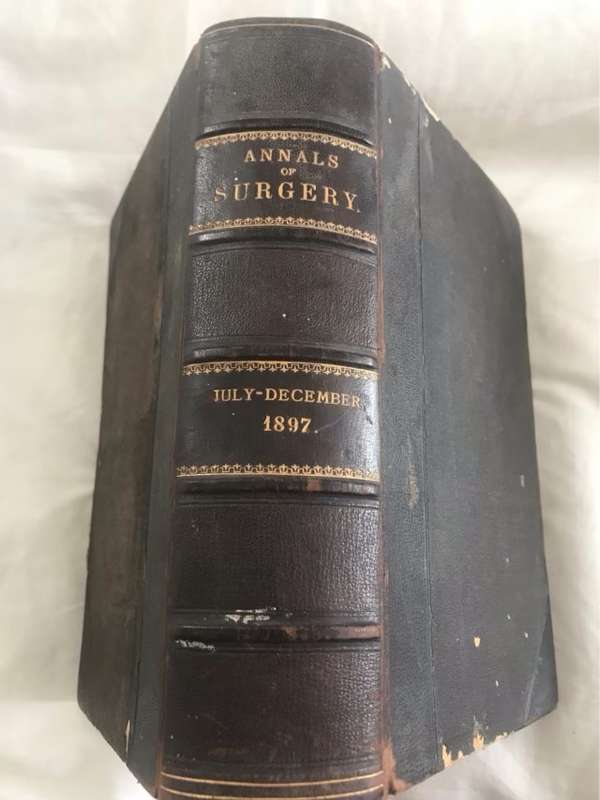 ANNALS
OF
SURGERY.
JULY-DECEMBER
1897.